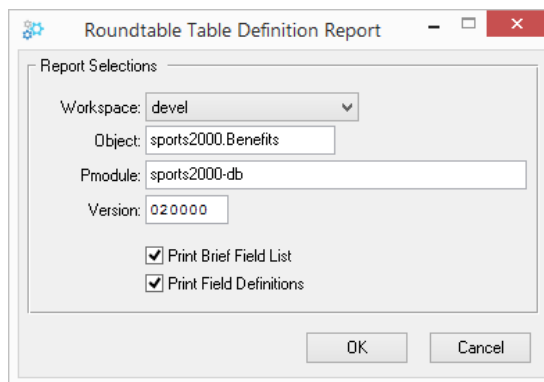 Roundtable Table Definition Report
Report Selections
Workspace: devel
Object: sports2000.Benefits
Pmodule: sports2000-db
Version: 020000
Print Brief Field List
Print Field Definitions
OK Cancel